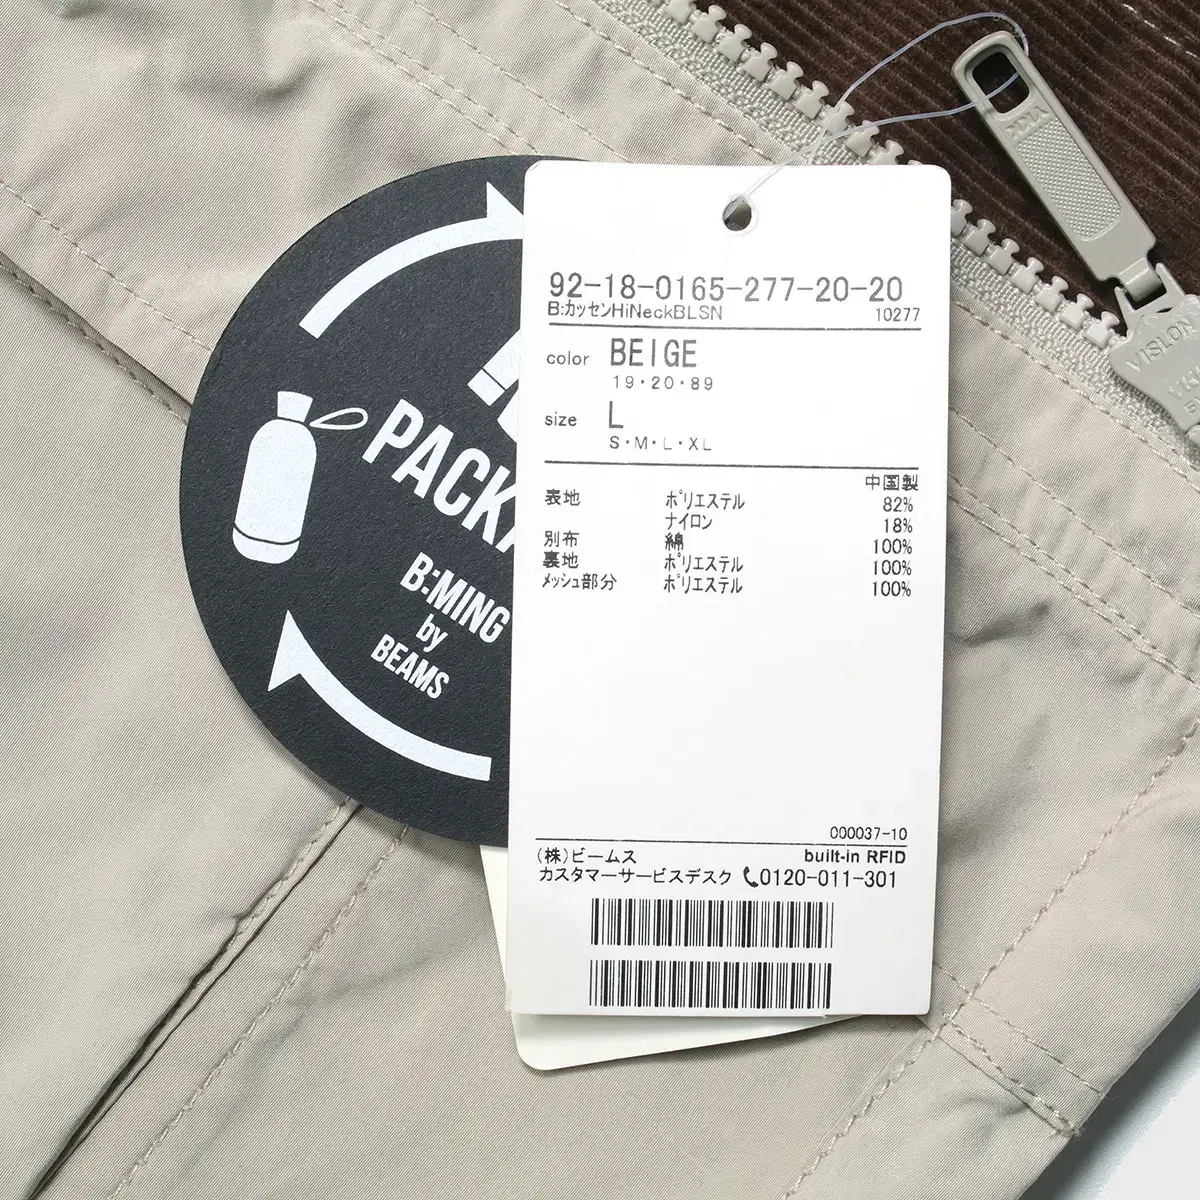 92-18-0165-277-20-20
B:カッセンHiNeckBLSN 10277
color BEIGE
19・20・89
size L
S・M・L・XL
中国製
表地 ポリエステル 82%
ナイロン 18%
別布 綿 100%
裏地 ポリエステル 100%
メッシュ部分 ポリエステル 100%
000037-10
(株)ビームス built-in RFID
カスタマーサービスデスク 0120-011-301
PACKA
B:MING
by
BEAMS
YKK
VISLON